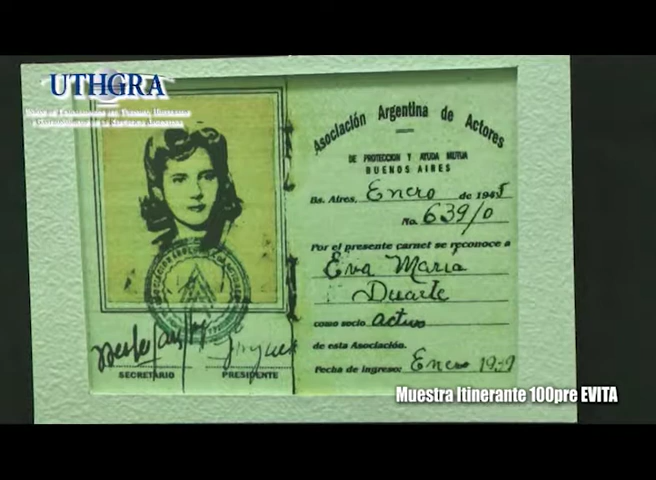 UTHGRA
Asociación Argentina de Actores
DE PROTECCION Y AYUDA MUTUA
BUENOS AIRES
Bs. Aires, Enero de 1945
No. 639/0
Por el presente carnet se reconoce a
Eva María
Duarte
como socio activo
de esta Asociación.
Fecha de ingreso: Enero 1939
SECRETARIO
PRESIDENTE
Muestra Itinerante 100pre EVITA